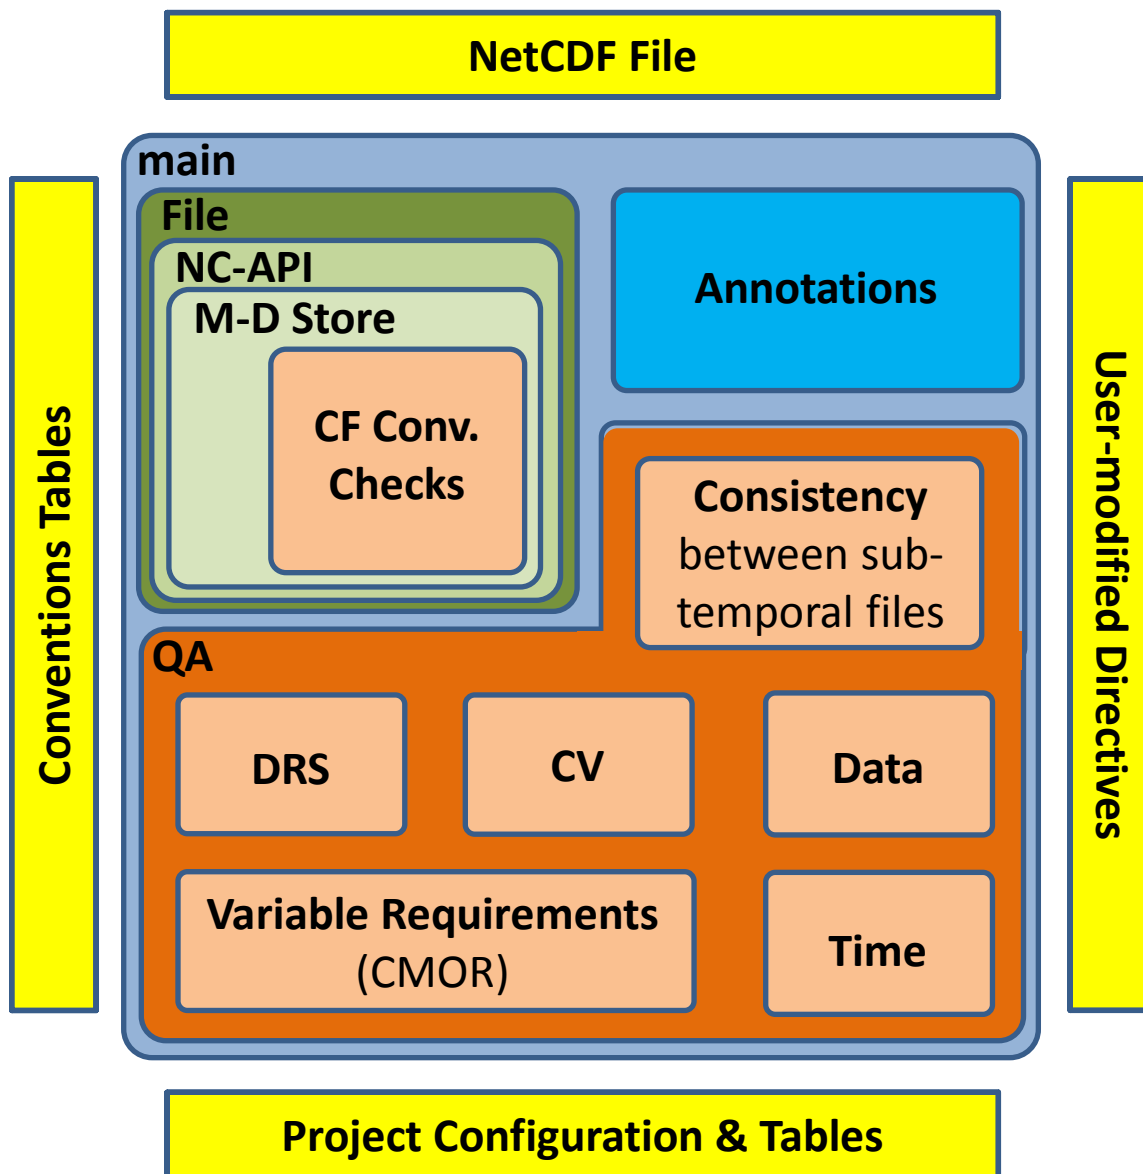 NetCDF File
main
File
NC-API
M-D Store
CF Conv.
Checks
Annotations
Conventions Tables
User-modified Directives
Consistency
between sub-
temporal files
QA
DRS
CV
Data
Variable Requirements
(CMOR)
Time
Project Configuration & Tables